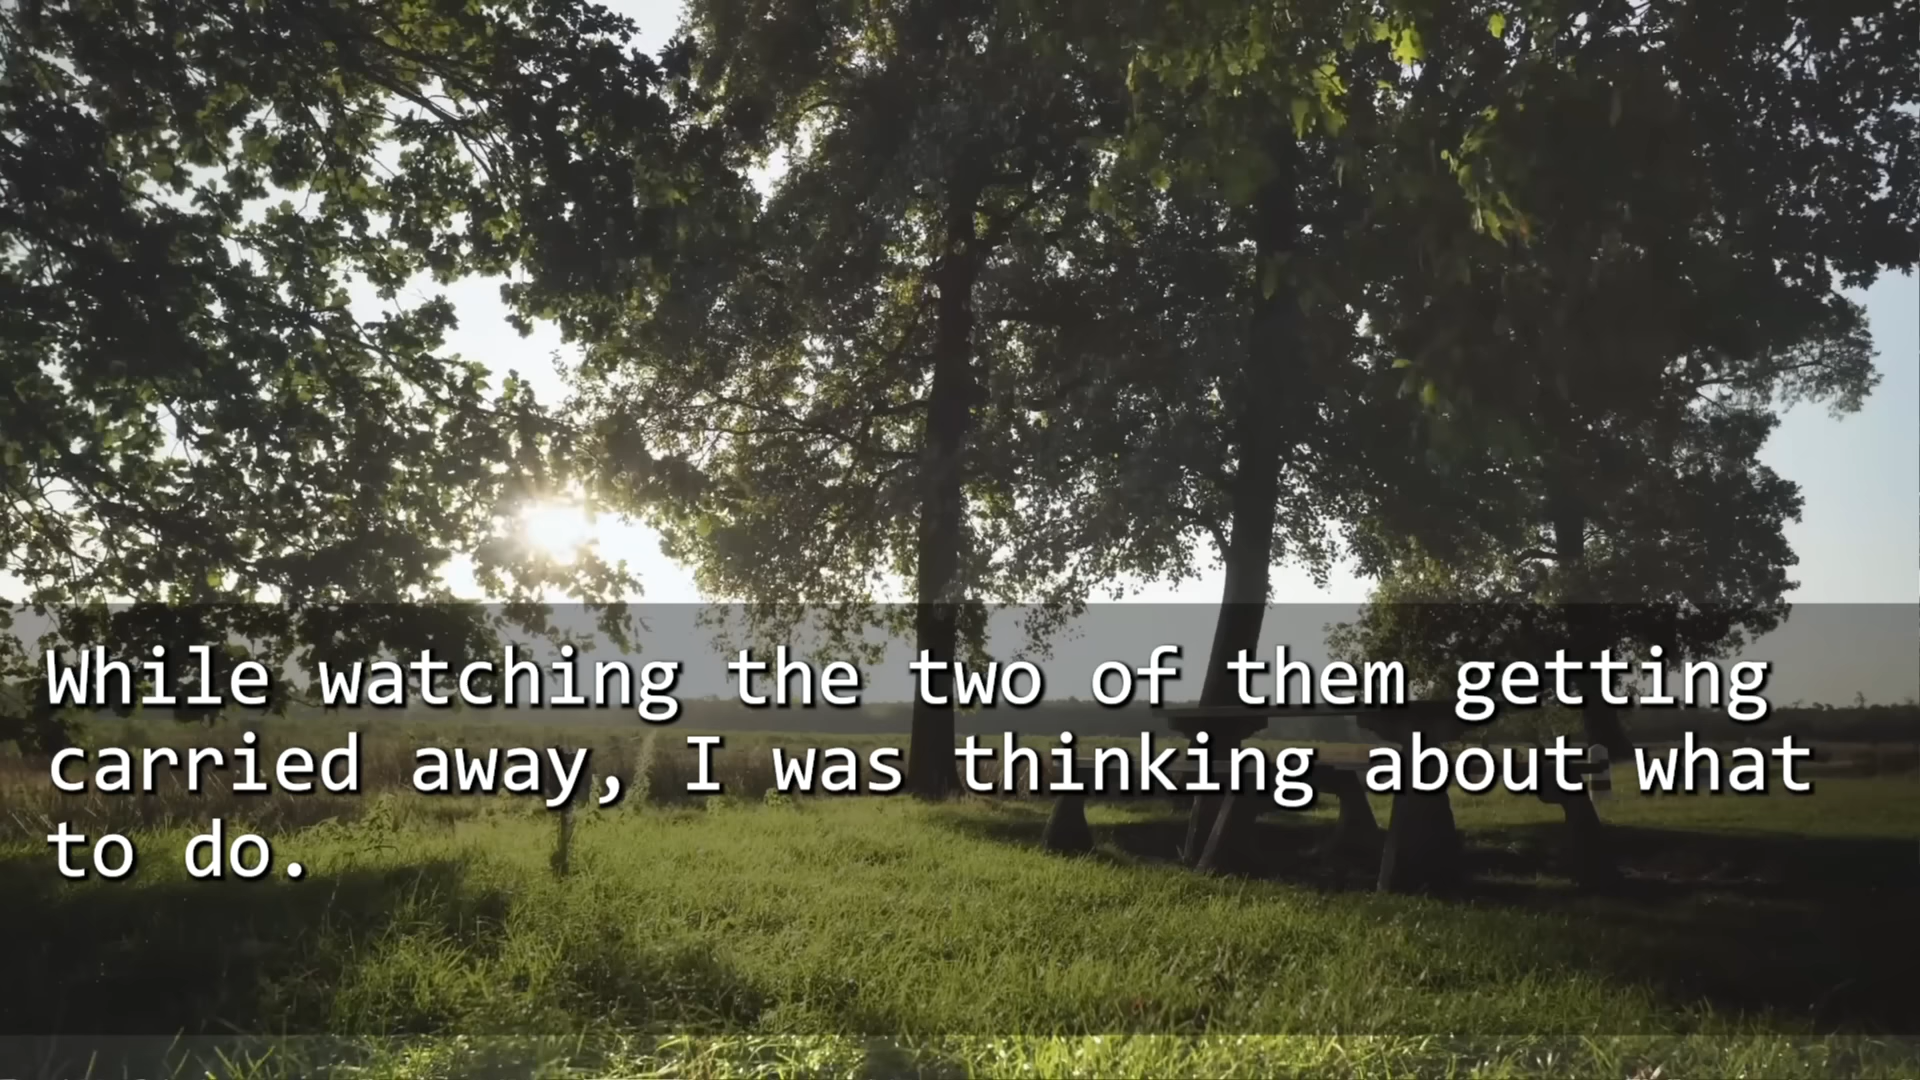 While watching the two of them getting
carried away, I was thinking about what
to do.